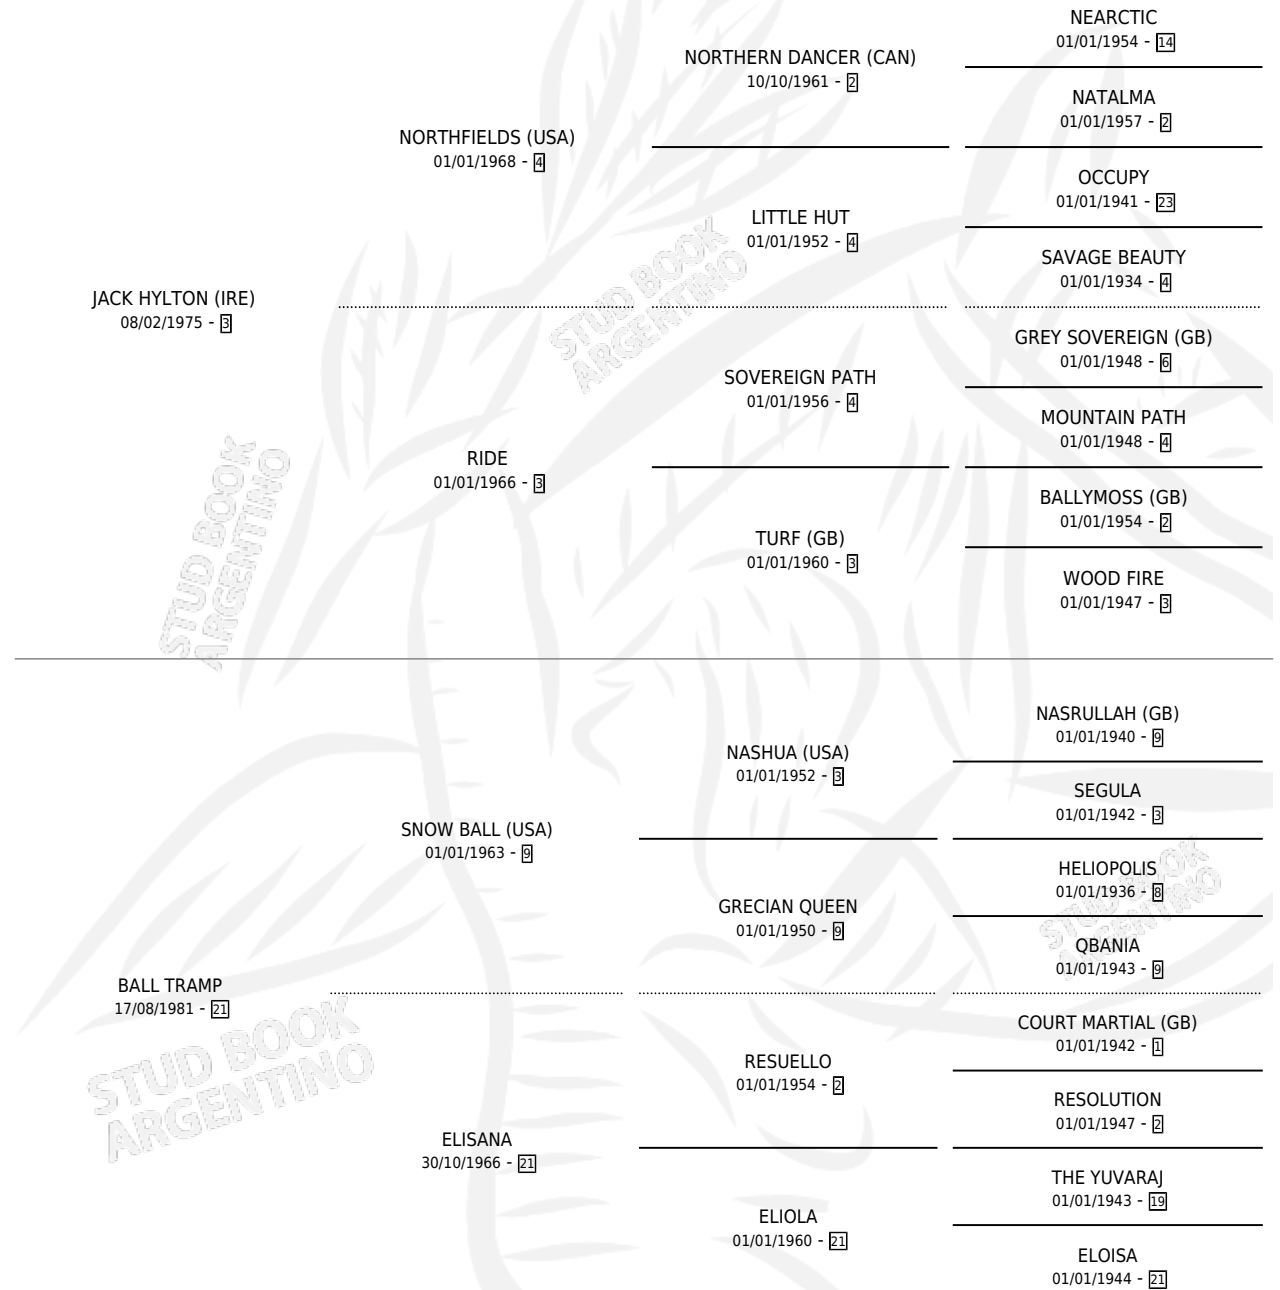 NEARCTIC
01/01/1954 - 14
NORTHERN DANCER (CAN)
10/10/1961 - 2
NATALMA
01/01/1957 - 2
NORTHFIELDS (USA)
01/01/1968 - 4
OCCUPY
01/01/1941 - 23
LITTLE HUT
01/01/1952 - 4
SAVAGE BEAUTY
01/01/1934 - 4
JACK HYLTON (IRE)
08/02/1975 - 3
GREY SOVEREIGN (GB)
01/01/1948 - 6
SOVEREIGN PATH
01/01/1956 - 4
MOUNTAIN PATH
01/01/1948 - 4
RIDE
01/01/1966 - 3
BALLYMOSS (GB)
01/01/1954 - 2
TURF (GB)
01/01/1960 - 3
WOOD FIRE
01/01/1947 - 3
STUD BOOK
ARGENTINO
STUD BOOK
ARGENTINO
NASRULLAH (GB)
01/01/1940 - 9
NASHUA (USA)
01/01/1952 - 3
SEGULA
01/01/1942 - 3
SNOW BALL (USA)
01/01/1963 - 9
HELIOPOLIS
01/01/1936 - 8
GRECIAN QUEEN
01/01/1950 - 9
QBANIA
01/01/1943 - 9
BALL TRAMP
17/08/1981 - 21
COURT MARTIAL (GB)
01/01/1942 - 1
RESUELLO
01/01/1954 - 2
RESOLUTION
01/01/1947 - 2
ELISANA
30/10/1966 - 21
THE YUVARAJ
01/01/1943 - 19
ELIOLA
01/01/1960 - 21
ELOISA
01/01/1944 - 21
STUD BOOK
ARGENTINO
STUD BOOK
ARGENTINO